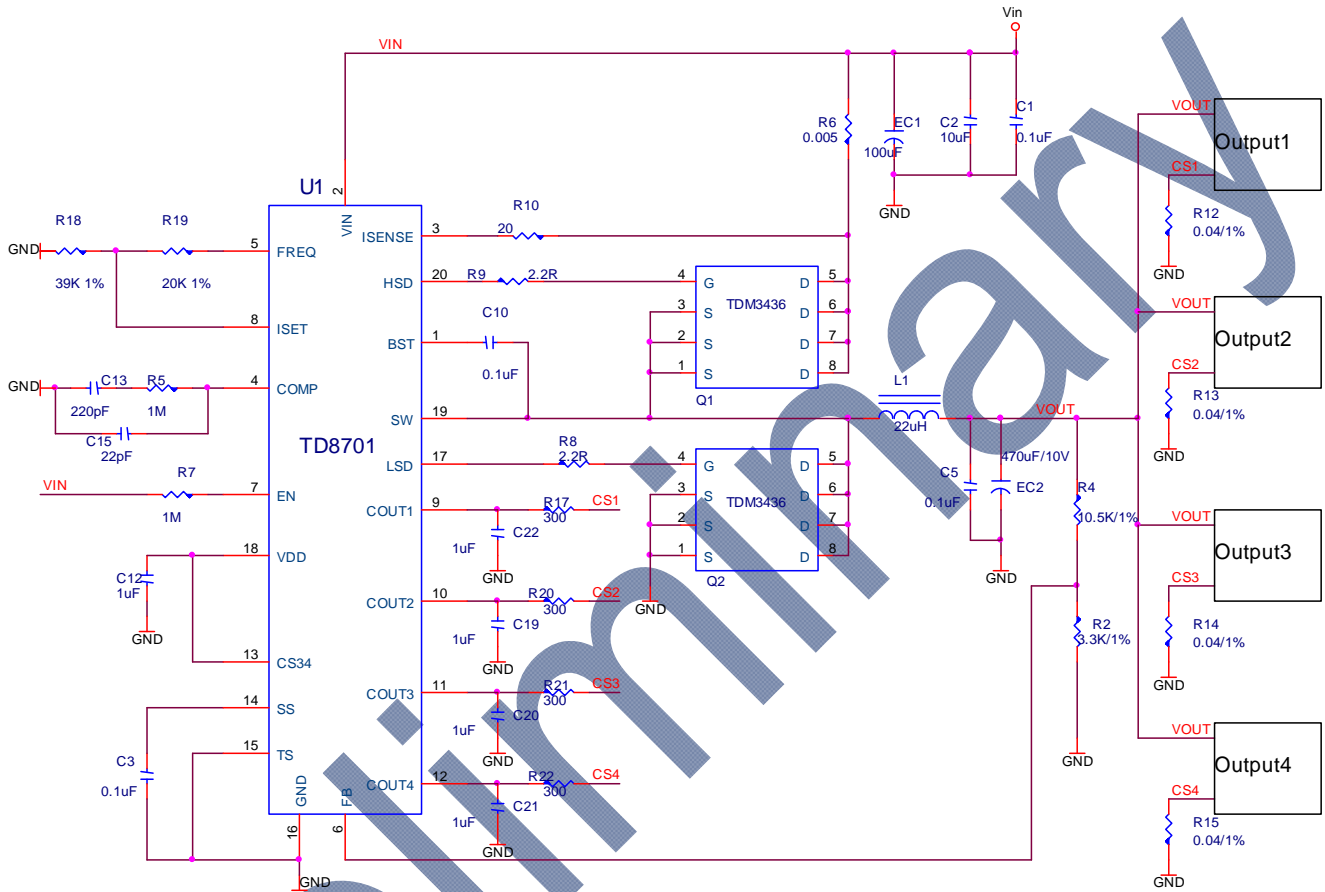 Vin
VIN
R6
0.005
EC1
100uF
C2
10uF
C1
0.1uF
GND
VOUT
Output1
CS1
R12
0.04/1%
GND
U1
2
VIN
R18
R19
GND
39K 1%
20K 1%
5
FREQ
8
ISET
3
ISENSE
R10
20
20
HSD
R9
2.2R
1
BST
C10
0.1uF
4
G
3
S
2
S
1
S
TDM3436
D
5
D
6
D
7
D
8
Q1
VOUT
Output2
CS2
R13
0.04/1%
GND
GND
C13
R5
220pF
1M
C15
22pF
4
COMP
TD8701
19
SW
L1
22uH
VOUT
17
LSD
R8
2.2R
4
G
3
S
2
S
1
S
TDM3436
D
5
D
6
D
7
D
8
Q2
GND
C5
0.1uF
470uF/10V
EC2
GND
R4
10.5K/1%
R2
3.3K/1%
GND
VIN
R7
1M
7
EN
9
COUT1
R17
300
CS1
C22
1uF
GND
18
VDD
C12
1uF
GND
10
COUT2
R20
300
CS2
C19
1uF
GND
13
CS34
11
COUT3
R21
300
CS3
C20
1uF
GND
14
SS
15
TS
C3
0.1uF
12
COUT4
R22
300
CS4
C21
1uF
GND
GND
16
FB
6
GND
VOUT
Output3
CS3
R14
0.04/1%
GND
VOUT
Output4
CS4
R15
0.04/1%
GND
liminary